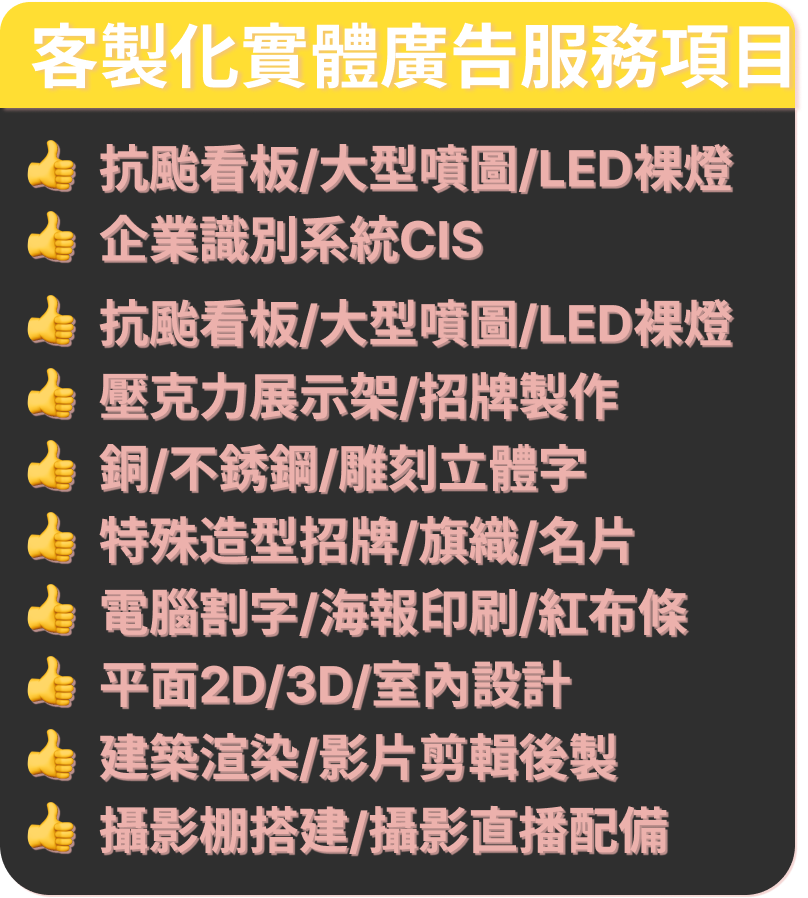 客製化實體廣告服務項目
👍 抗颱看板/大型噴圖/LED裸燈
👍 企業識別系統CIS
👍 抗颱看板/大型噴圖/LED裸燈
👍 壓克力展示架/招牌製作
👍 銅/不銹鋼/雕刻立體字
👍 特殊造型招牌/旗織/名片
👍 電腦割字/海報印刷/紅布條
👍 平面2D/3D/室內設計
👍 建築渲染/影片剪輯後製
👍 攝影棚搭建/攝影直播配備